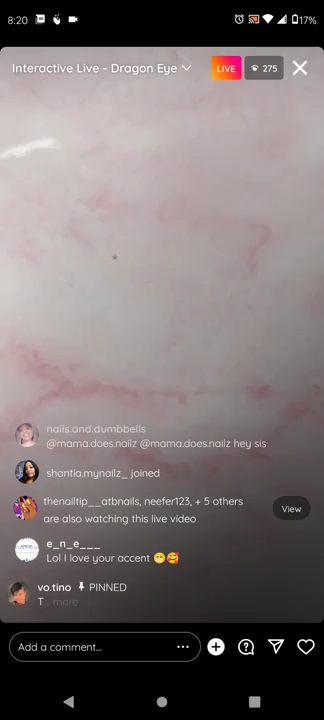 8:20
17%
Interactive Live - Dragon Eye
LIVE
275
nails.and.dumbbells
@mama.does.nailz @mama.does.nailz hey sis
shantia.mynailz_ joined
thenailtip__atbnails, neefer123, + 5 others
are also watching this live video
View
e_n_e___
Lol I love your accent 😁🥰
vo.tino PINNED
T... more
Add a comment...